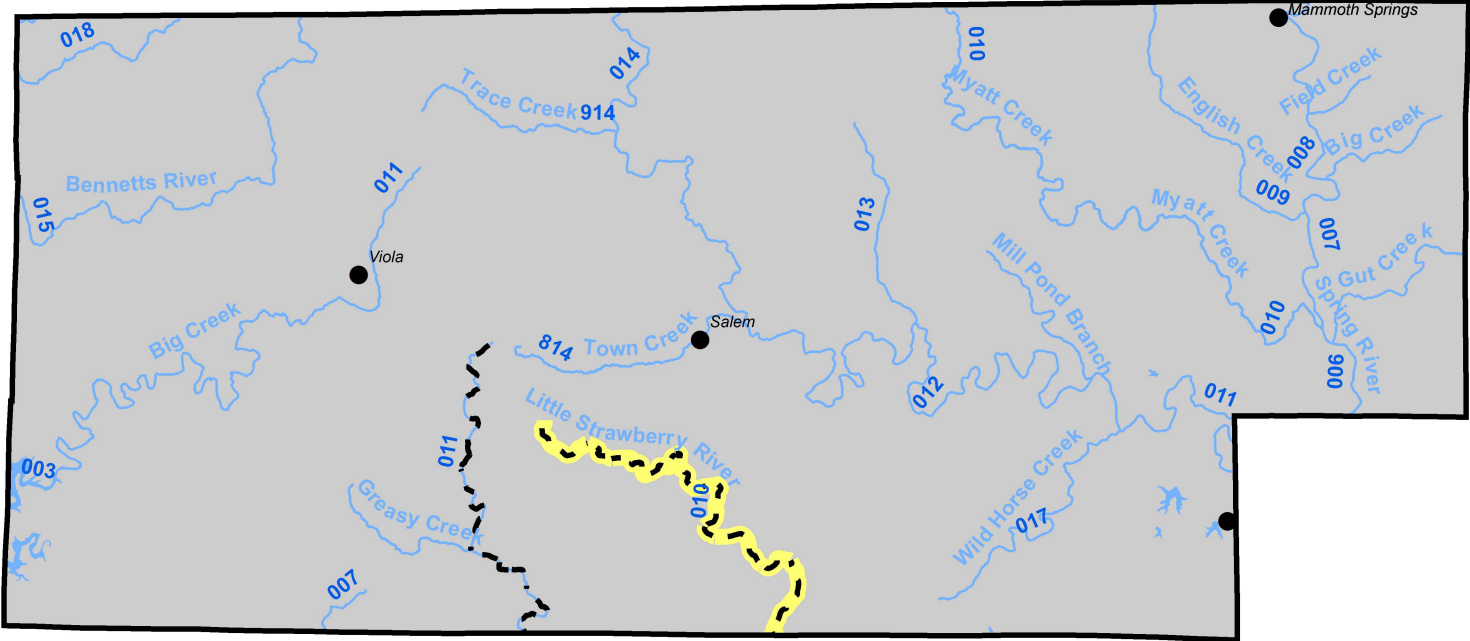 Mammoth Springs
018
014
010
Trace Creek
914
Myatt Creek
English Creek
Field Creek
008
Big Creek
009
Bennetts River
015
011
013
Myatt Creek
007
Gut Creek
Mill Pond Branch
Viola
Big Creek
Spring River
010
Salem
Town Creek
814
900
012
011
Little Strawberry River
011
003
010
Greasy Creek
Wild Horse Creek
017
007